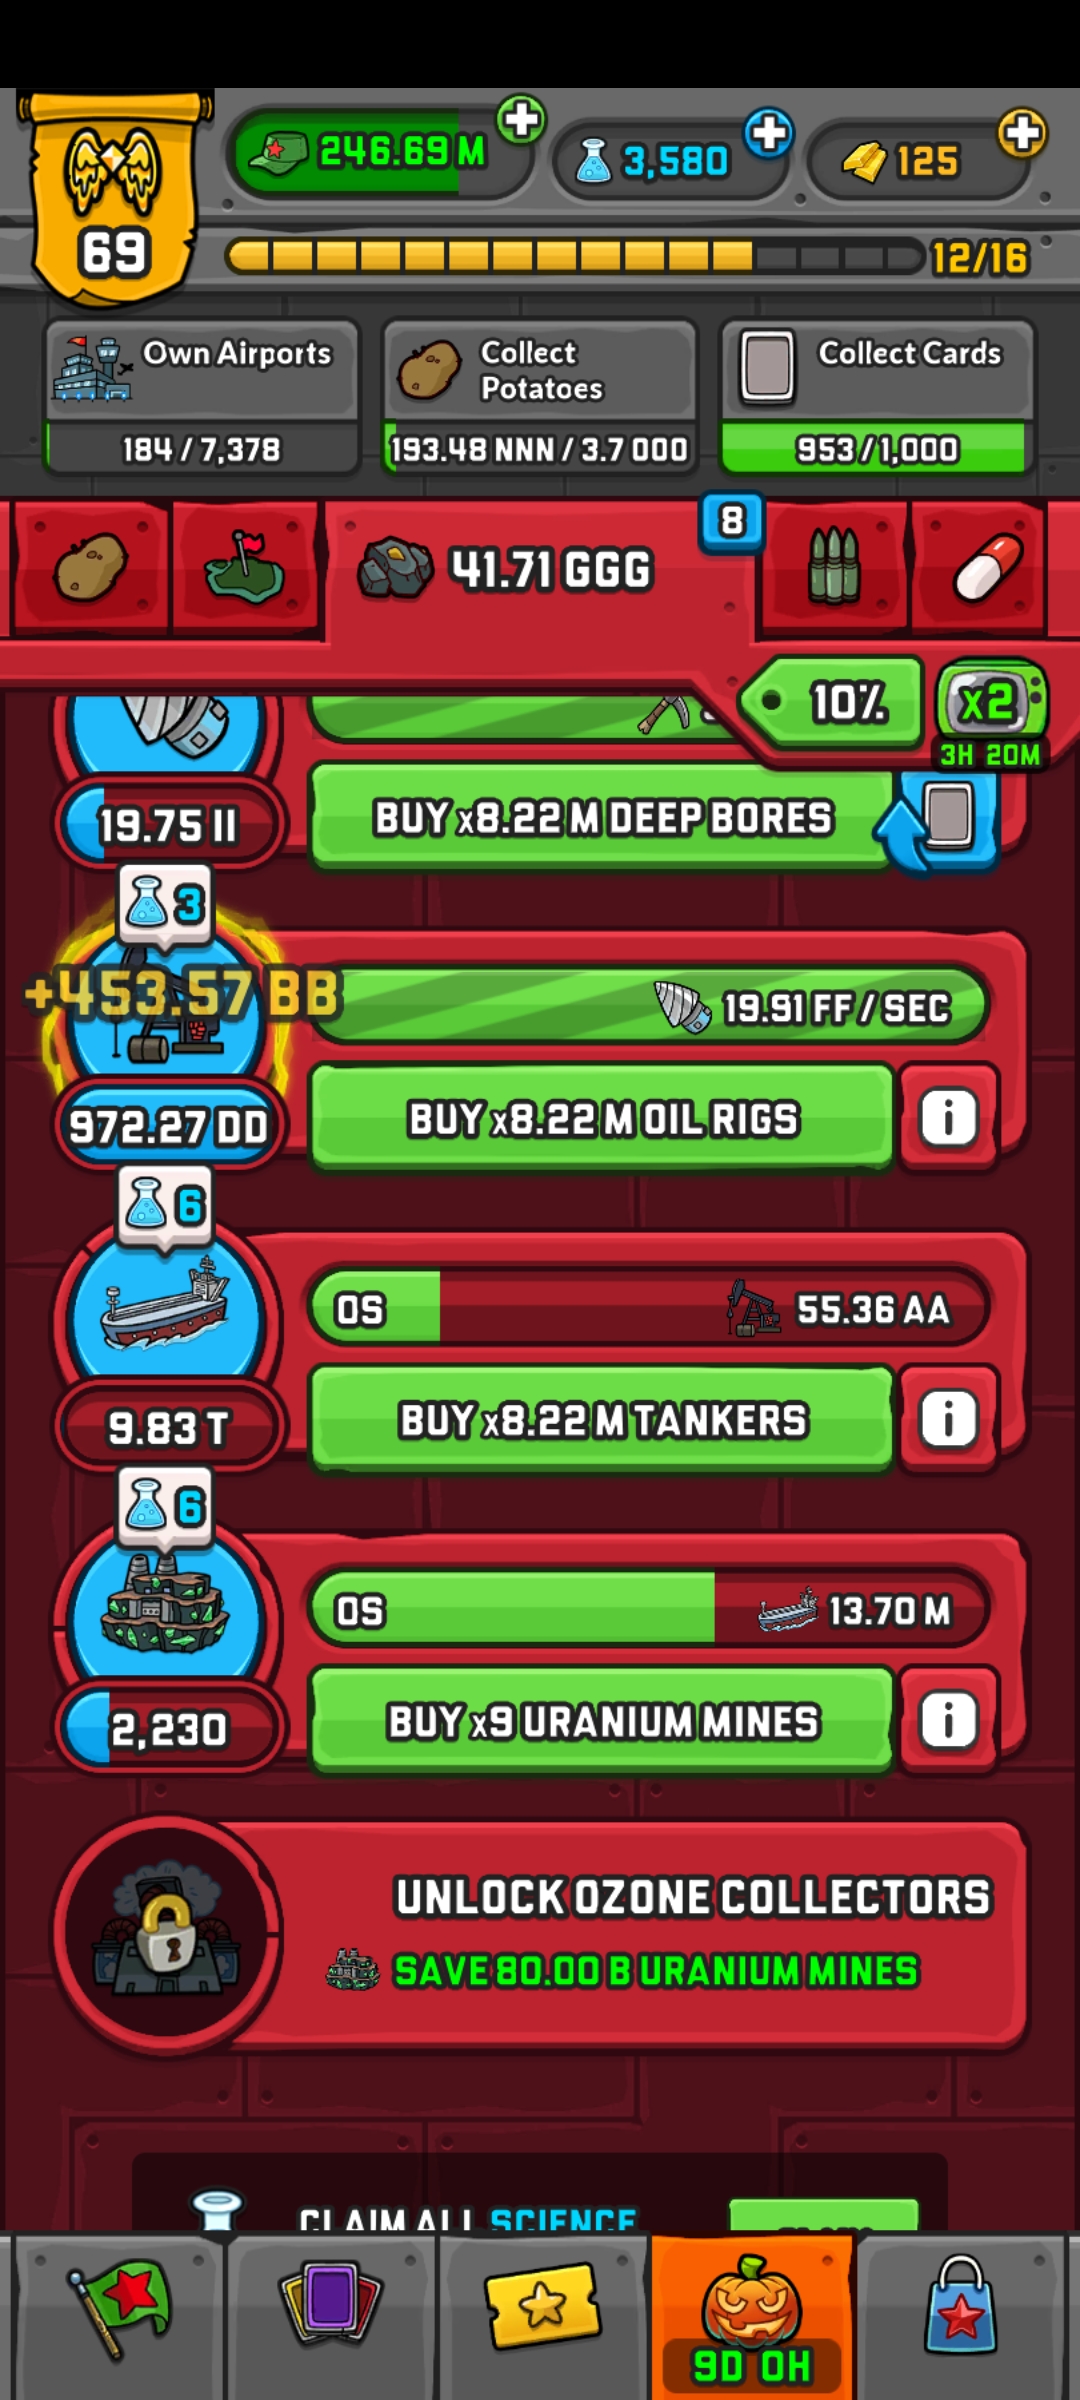 246.69 M
3,580
125
69
12/16
Own Airports
184 / 7,378
Collect
Potatoes
193.48 NNN / 3.7 OOO
Collect Cards
953 / 1,000
41.71 GGG
8
10%
x2
3H 20M
19.75 II
BUY x8.22 M DEEP BORES
3
+453.57 BB
19.91 FF / SEC
972.27 DD
BUY x8.22 M OIL RIGS
i
6
0S
55.36 AA
9.83 T
BUY x8.22 M TANKERS
i
6
0S
13.70 M
2,230
BUY x9 URANIUM MINES
i
UNLOCK OZONE COLLECTORS
SAVE 80.00 B URANIUM MINES
CLAIM ALL SCIENCE
9D 0H